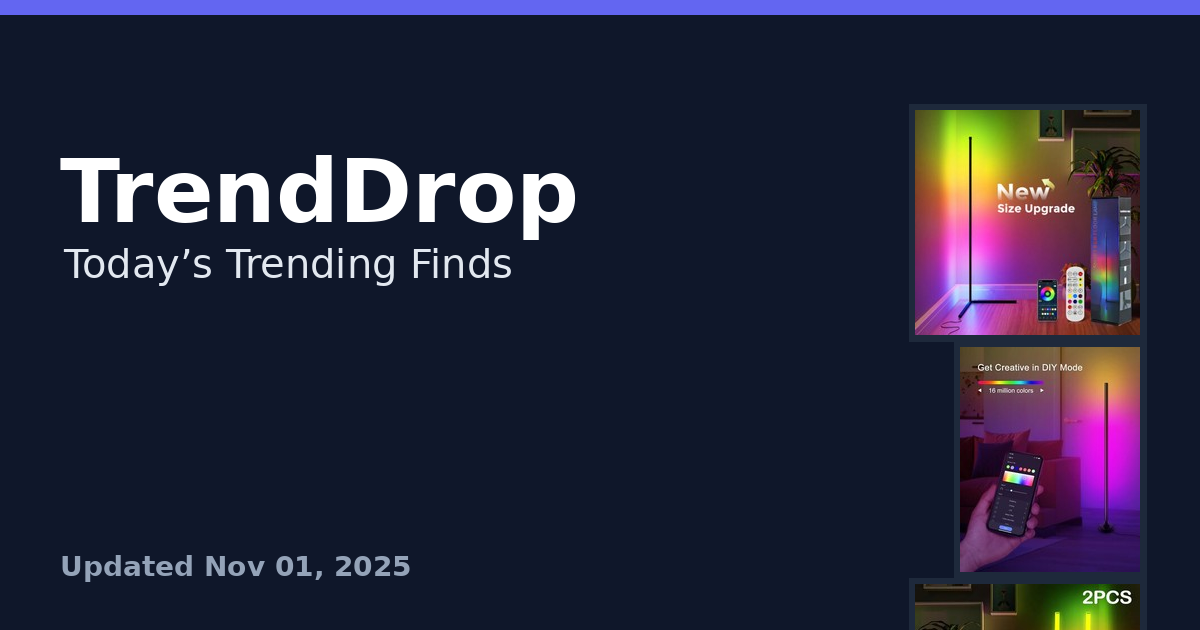 TrendDrop
Today’s Trending Finds
Updated Nov 01, 2025
New
Size Upgrade
Get Creative in DIY Mode
16 million colors
2PCS